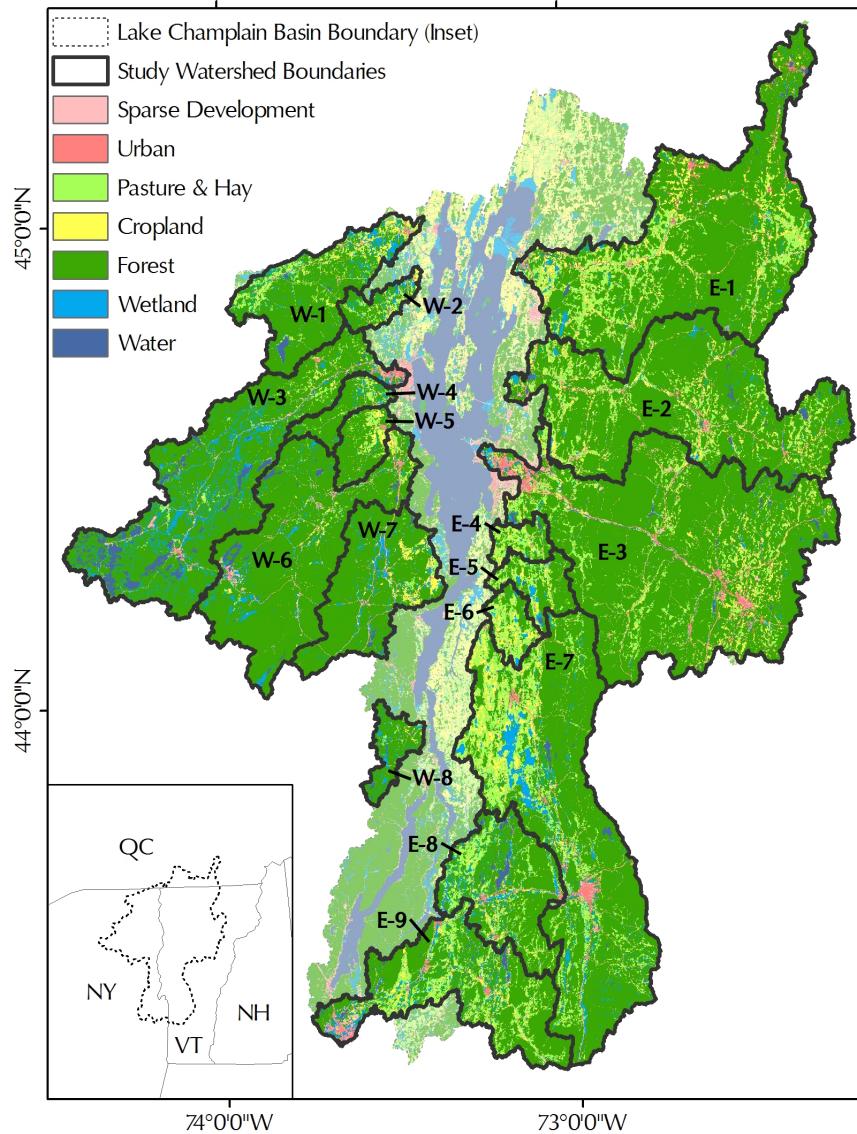 Lake Champlain Basin Boundary (Inset)
Study Watershed Boundaries
Sparse Development
Urban
Pasture & Hay
Cropland
Forest
Wetland
Water
45°0'0"N
44°0'0"N
W-1
W-2
W-3
W-4
W-5
W-6
W-7
W-8
E-1
E-2
E-3
E-4
E-5
E-6
E-7
E-8
E-9
QC
NY
VT
NH
74°0'0"W
73°0'0"W